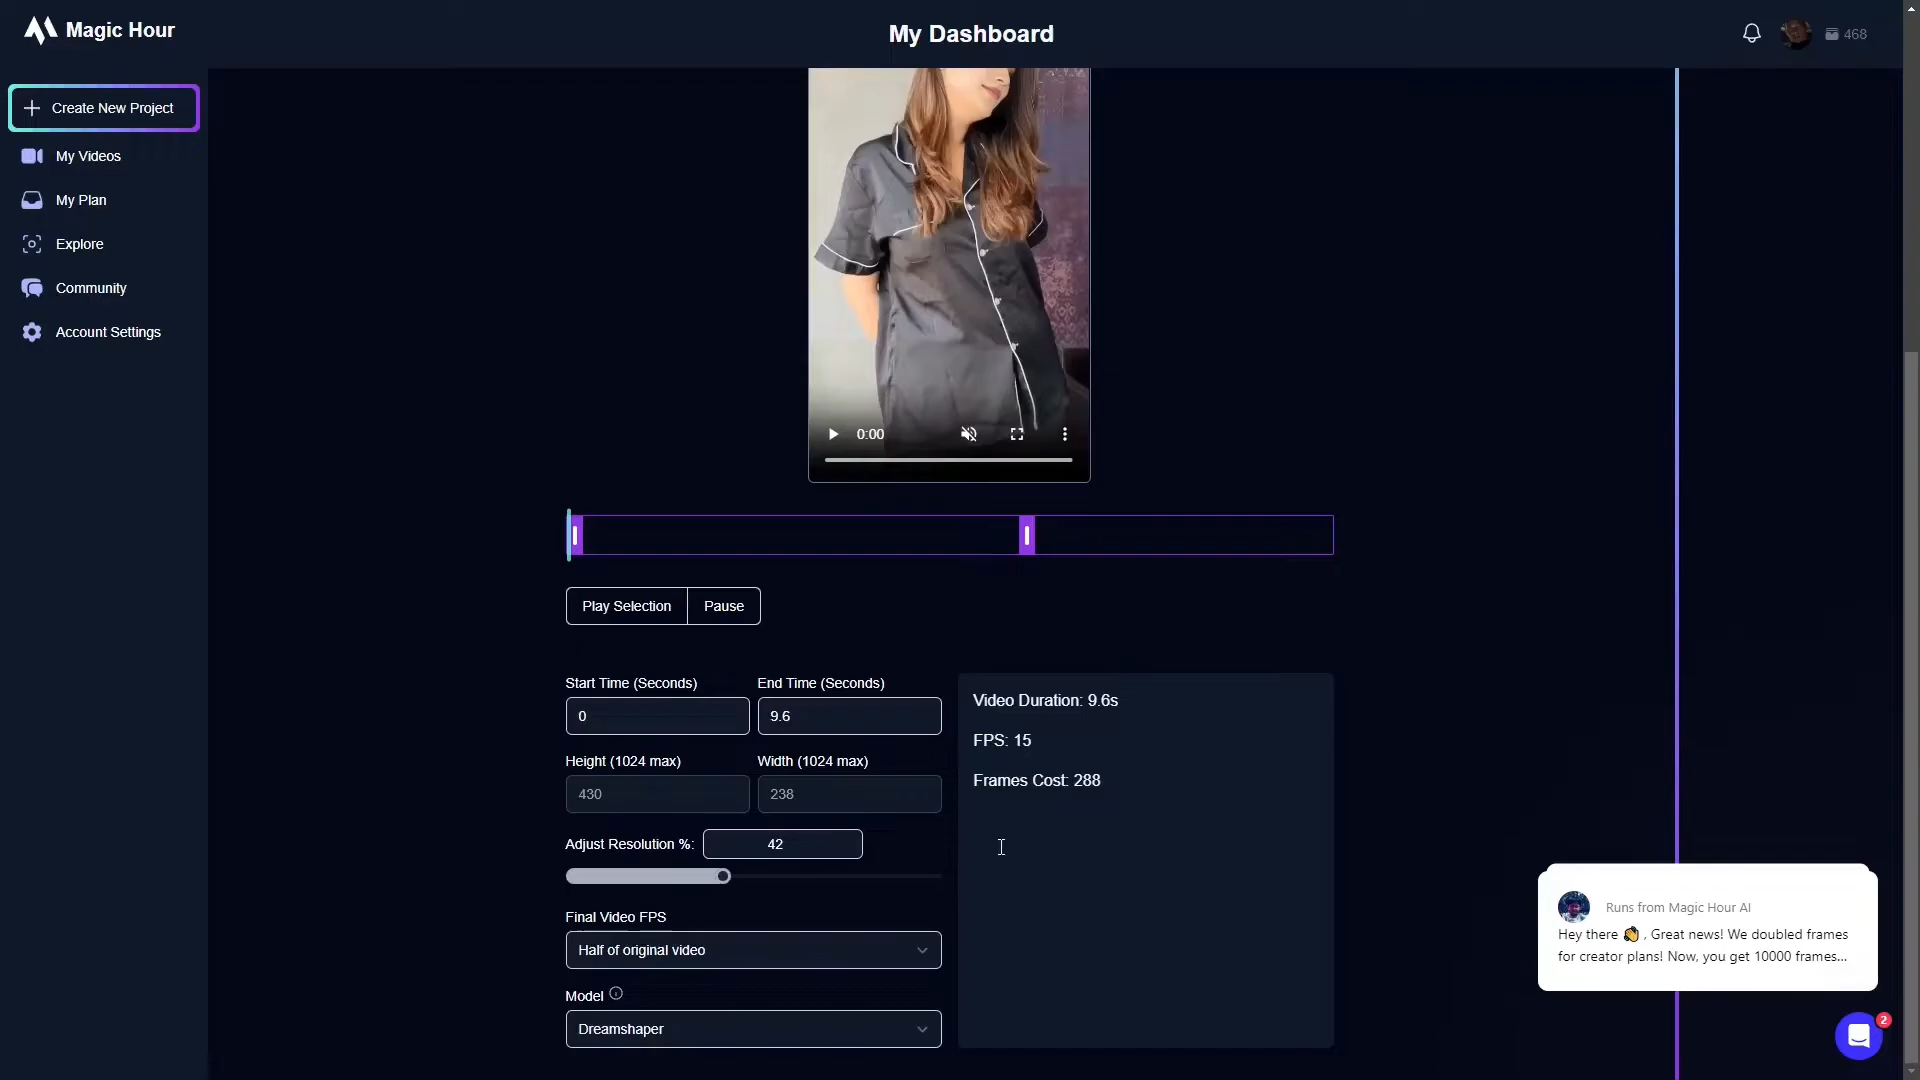 Magic Hour
My Dashboard
468
Create New Project
My Videos
My Plan
Explore
Community
Account Settings
0:00
Play Selection
Pause
Start Time (Seconds)
End Time (Seconds)
0
9.6
Height (1024 max)
Width (1024 max)
430
238
Adjust Resolution %:
42
Final Video FPS
Half of original video
Model
Dreamshaper
Video Duration: 9.6s
FPS: 15
Frames Cost: 288
Runs from Magic Hour AI
Hey there 👋 , Great news! We doubled frames
for creator plans! Now, you get 10000 frames...
2